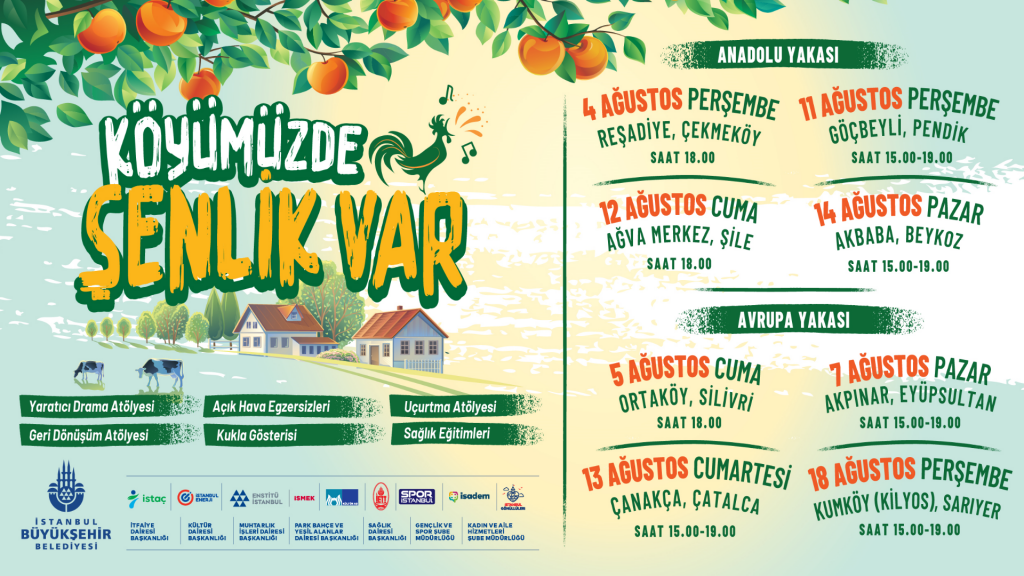 KÖYÜMÜZDE
ŞENLİK VAR
Yaratıcı Drama Atölyesi
Açık Hava Egzersizleri
Uçurtma Atölyesi
Geri Dönüşüm Atölyesi
Kukla Gösterisi
Sağlık Eğitimleri
İSTANBUL
BÜYÜKŞEHİR
BELEDİYESİ
istaç
İSTANBUL
ENERJİ
ENSTİTÜ
İSTANBUL
ISMEK
SPOR
ISTANBUL
isadem
İSTANBUL
GÖNÜLLÜLERİ
İTFAİYE
DAİRESİ
BAŞKANLIĞI
KÜLTÜR
DAİRESİ
BAŞKANLIĞI
MUHTARLIK
İŞLERİ DAİRESİ
BAŞKANLIĞI
PARK BAHÇE VE
YEŞİL ALANLAR
DAİRESİ BAŞKANLIĞI
SAĞLIK
DAİRESİ
BAŞKANLIĞI
GENÇLİK VE
SPOR ŞUBE
MÜDÜRLÜĞÜ
KADIN VE AİLE
HİZMETLERİ
ŞUBE MÜDÜRLÜĞÜ
ANADOLU YAKASI
4 AĞUSTOS PERŞEMBE
REŞADİYE, ÇEKMEKÖY
SAAT 18.00
11 AĞUSTOS PERŞEMBE
GÖÇBEYLİ, PENDİK
SAAT 15.00-19.00
12 AĞUSTOS CUMA
AĞVA MERKEZ, ŞİLE
SAAT 18.00
14 AĞUSTOS PAZAR
AKBABA, BEYKOZ
SAAT 15.00-19.00
AVRUPA YAKASI
5 AĞUSTOS CUMA
ORTAKÖY, SİLİVRİ
SAAT 18.00
7 AĞUSTOS PAZAR
AKPINAR, EYÜPSULTAN
SAAT 15.00-19.00
13 AĞUSTOS CUMARTESİ
ÇANAKÇA, ÇATALCA
SAAT 15.00-19.00
18 AĞUSTOS PERŞEMBE
KUMKÖY (KİLYOS), SARIYER
SAAT 15.00-19.00